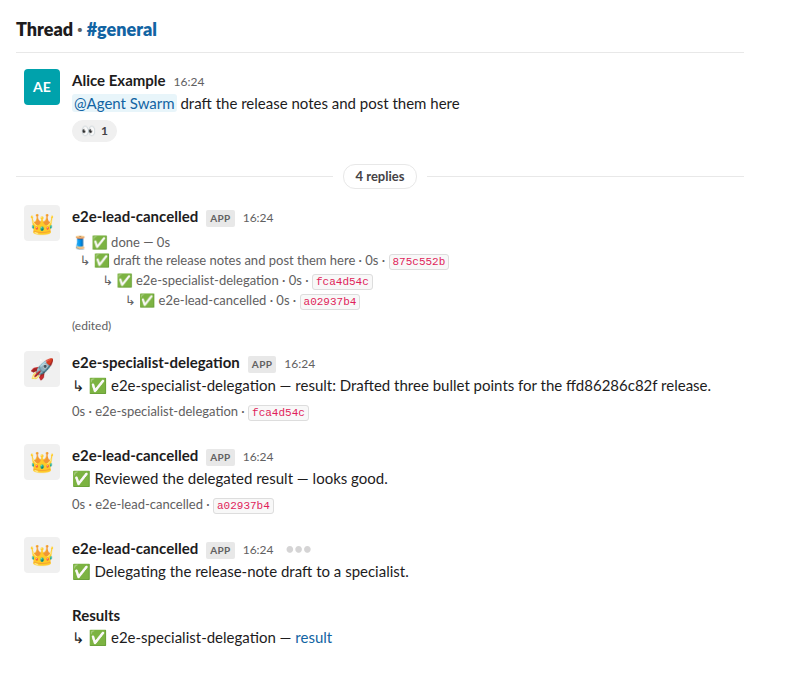 Thread • #general
AE
Alice Example 16:24
@Agent Swarm draft the release notes and post them here
👀 1
4 replies
e2e-lead-cancelled APP 16:24
🧵 ✅ done — 0s
↳ ✅ draft the release notes and post them here · 0s · 875c552b
↳ ✅ e2e-specialist-delegation · 0s · fca4d54c
↳ ✅ e2e-lead-cancelled · 0s · a02937b4
(edited)
e2e-specialist-delegation APP 16:24
↳ ✅ e2e-specialist-delegation — result: Drafted three bullet points for the ffd86286c82f release.
0s · e2e-specialist-delegation · fca4d54c
e2e-lead-cancelled APP 16:24
✅ Reviewed the delegated result — looks good.
0s · e2e-lead-cancelled · a02937b4
e2e-lead-cancelled APP 16:24
✅ Delegating the release-note draft to a specialist.
Results
↳ ✅ e2e-specialist-delegation — result